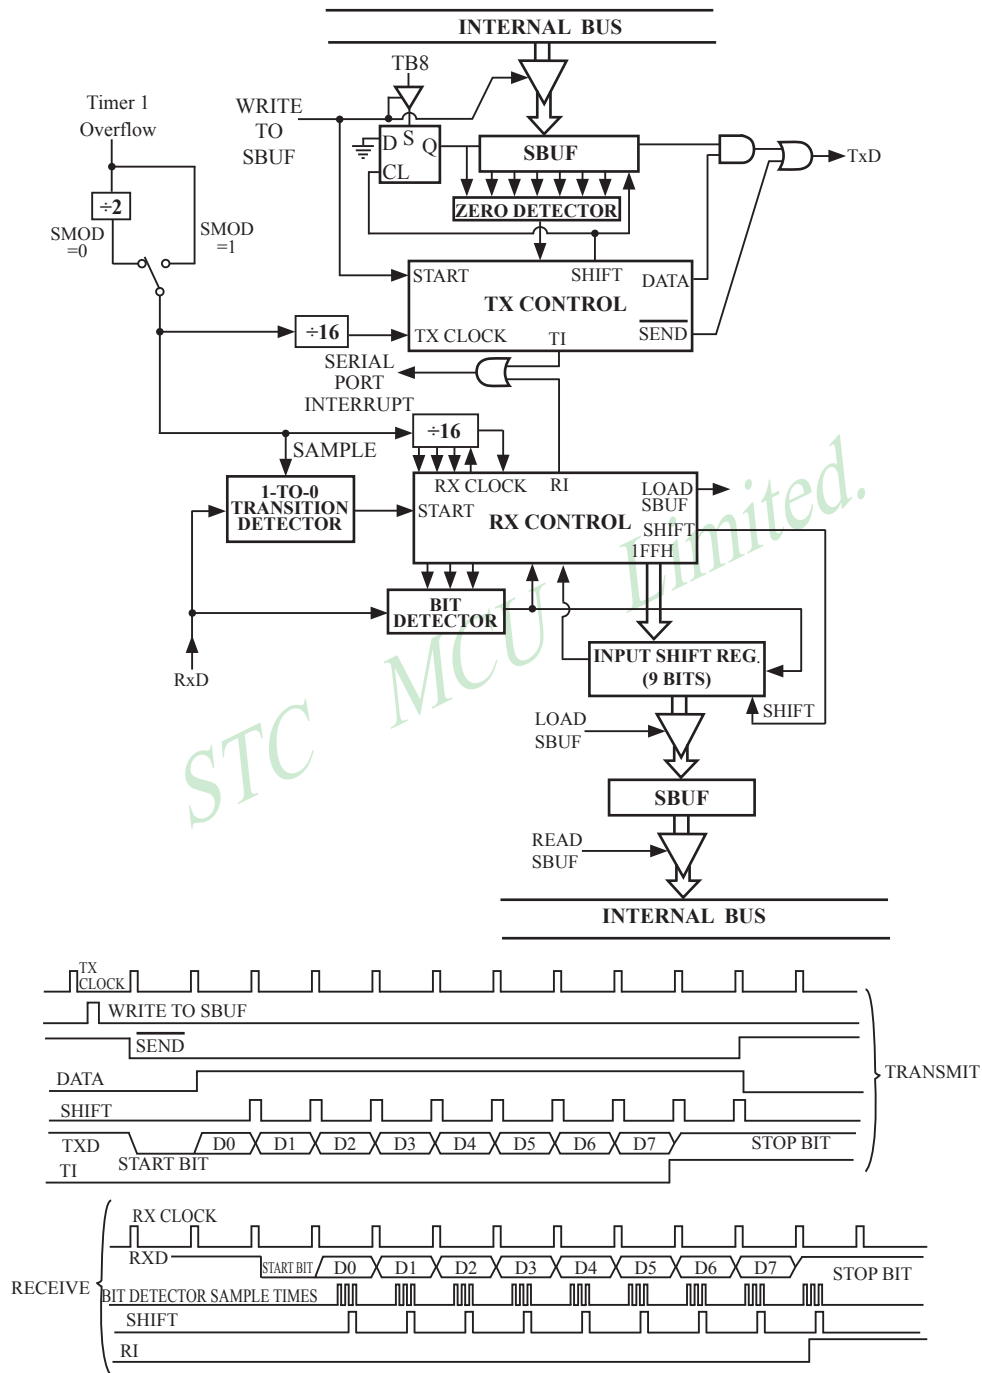 INTERNAL BUS
TB8
Timer 1
Overflow
WRITE
TO
SBUF
D S Q
CL
SBUF
TxD
÷2
ZERO DETECTOR
SMOD
=0
SMOD
=1
START
SHIFT
DATA
TX CONTROL
÷16
TX CLOCK
TI
SEND
SERIAL
PORT
INTERRUPT
÷16
SAMPLE
1-TO-0
TRANSITION
DETECTOR
RX CLOCK
RI
LOAD
SBUF
START
RX CONTROL
SHIFT
1FFH
BIT
DETECTOR
RxD
INPUT SHIFT REG.
(9 BITS)
SHIFT
LOAD
SBUF
SBUF
READ
SBUF
INTERNAL BUS
STC MCU Limited.
TX
CLOCK
WRITE TO SBUF
SEND
DATA
TRANSMIT
SHIFT
TXD
START BIT
D0 D1 D2 D3 D4 D5 D6 D7
STOP BIT
TI
RX CLOCK
RXD
START BIT
D0 D1 D2 D3 D4 D5 D6 D7
STOP BIT
RECEIVE
BIT DETECTOR SAMPLE TIMES
SHIFT
RI